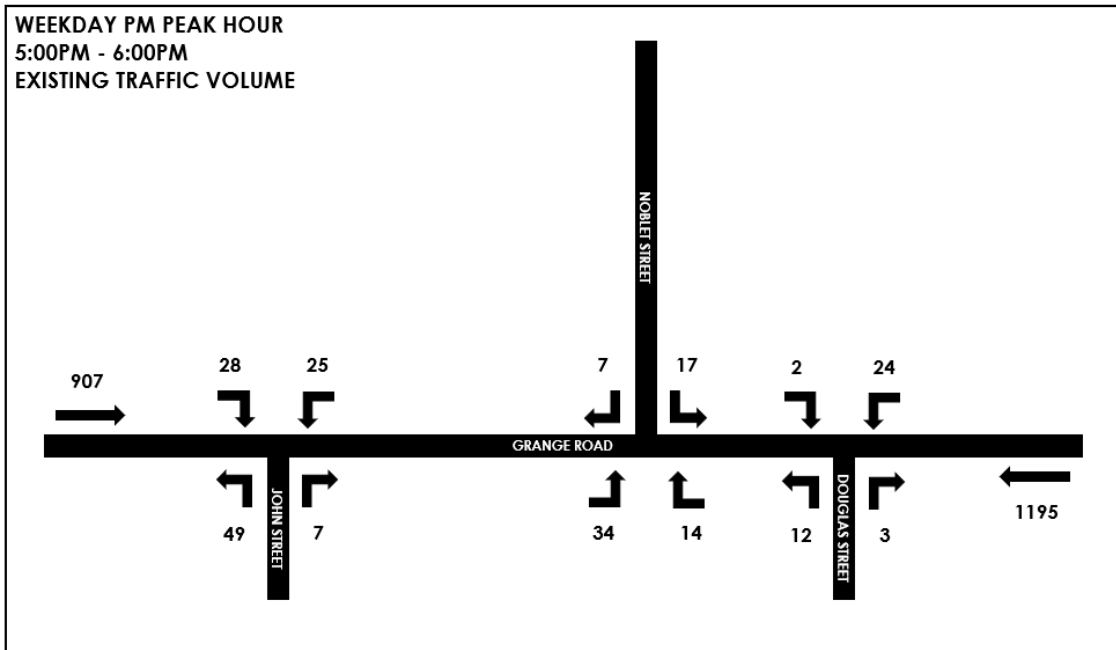 WEEKDAY PM PEAK HOUR
5:00PM - 6:00PM
EXISTING TRAFFIC VOLUME
NOBLET STREET
907
28
25
7
17
2
24
GRANGE ROAD
JOHN STREET
DOUGLAS STREET
49
7
34
14
12
3
1195